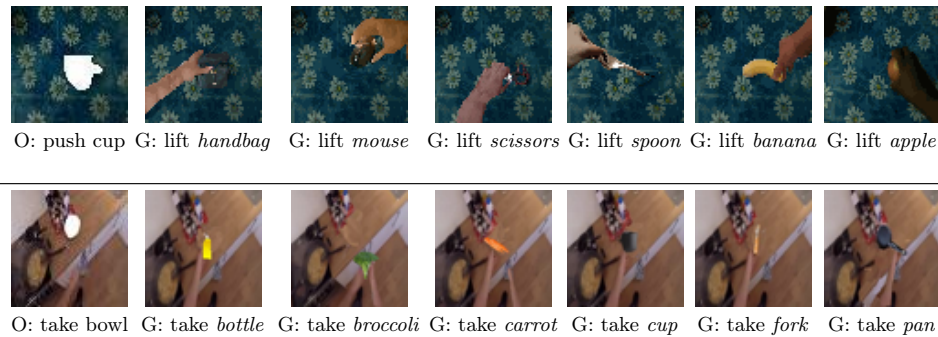 O: push cup G: lift handbag G: lift mouse G: lift scissors G: lift spoon G: lift banana G: lift apple
O: take bowl G: take bottle G: take broccoli G: take carrot G: take cup G: take fork G: take pan